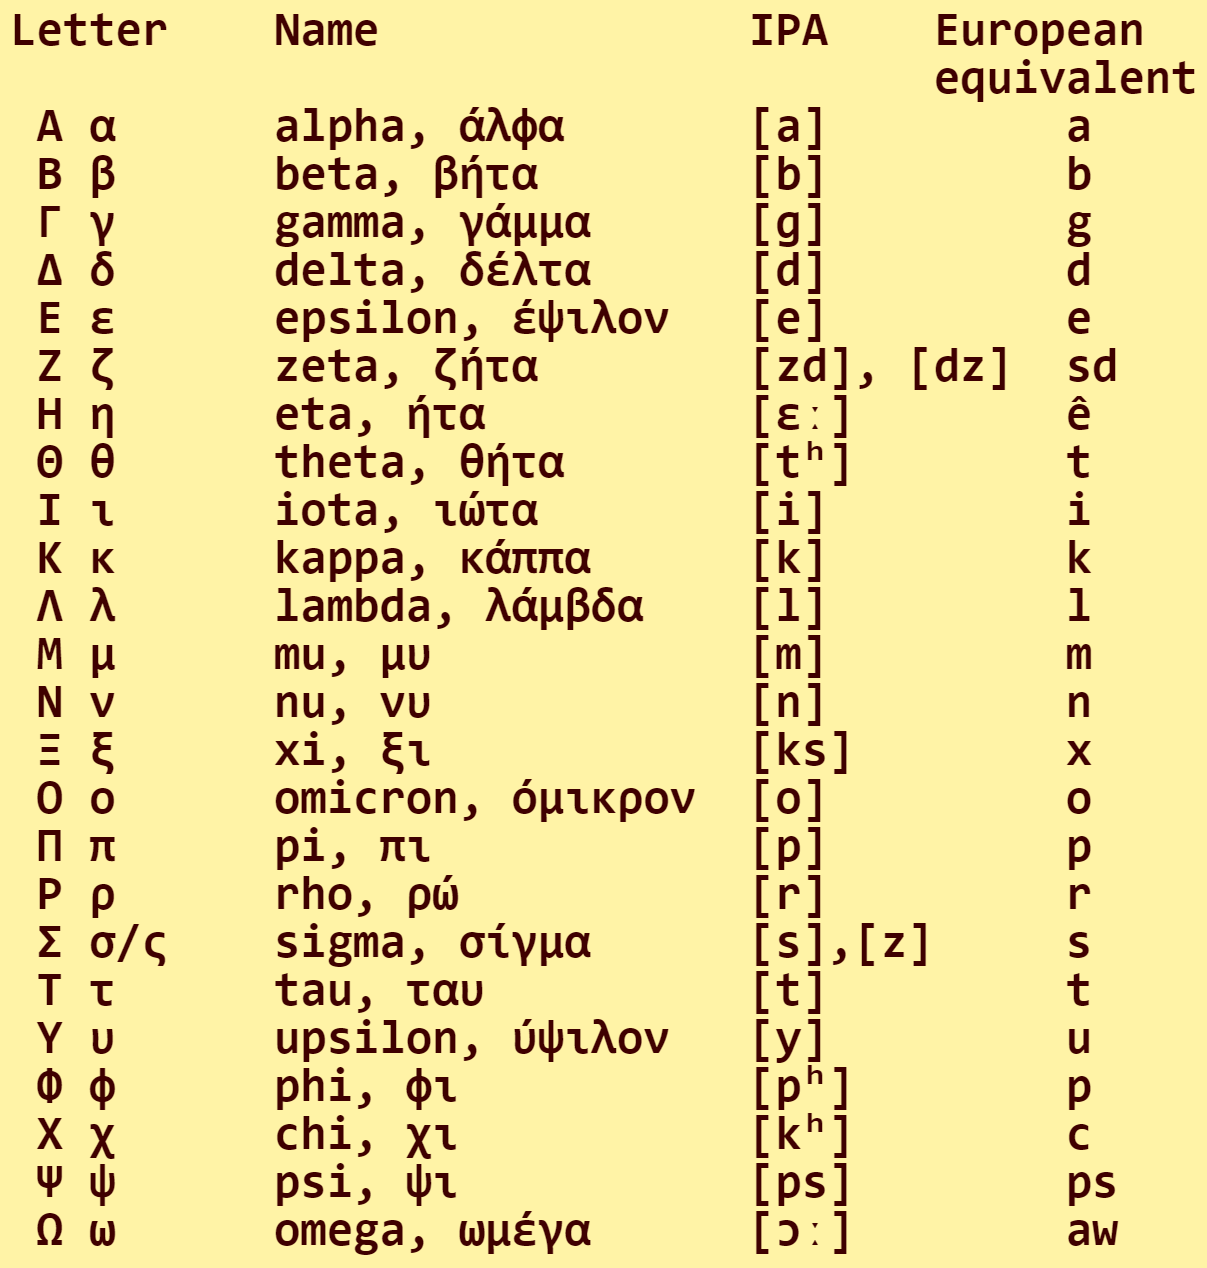 Letter Name IPA European
equivalent
Α α alpha, άλφα [a] a
Β β beta, βήτα [b] b
Γ γ gamma, γάμμα [g] g
Δ δ delta, δέλτα [d] d
Ε ε epsilon, έψιλον [e] e
Ζ ζ zeta, ζήτα [zd], [dz] sd
Η η eta, ήτα [ɛː] ê
Θ θ theta, θήτα [tʰ] t
Ι ι iota, ιώτα [i] i
Κ κ kappa, κάππα [k] k
Λ λ lambda, λάμβδα [l] l
Μ μ mu, μυ [m] m
Ν ν nu, νυ [n] n
Ξ ξ xi, ξι [ks] x
Ο ο omicron, όμικρον [o] o
Π π pi, πι [p] p
Ρ ρ rho, ρώ [r] r
Σ σ/ς sigma, σίγμα [s],[z] s
Τ τ tau, ταυ [t] t
Υ υ upsilon, ύψιλον [y] u
Φ φ phi, φι [pʰ] p
Χ χ chi, χι [kʰ] c
Ψ ψ psi, ψι [ps] ps
Ω ω omega, ωμέγα [ɔː] aw